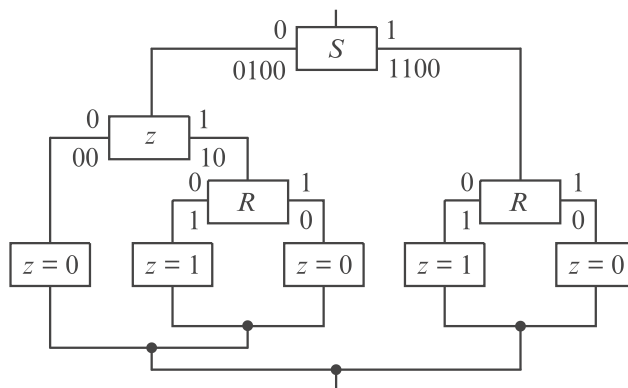 0 S 1
0100 1100
0 z 1
00 10
0 R 1 0 R 1
1 0 1 0
z = 0 z = 1 z = 0 z = 1 z = 0